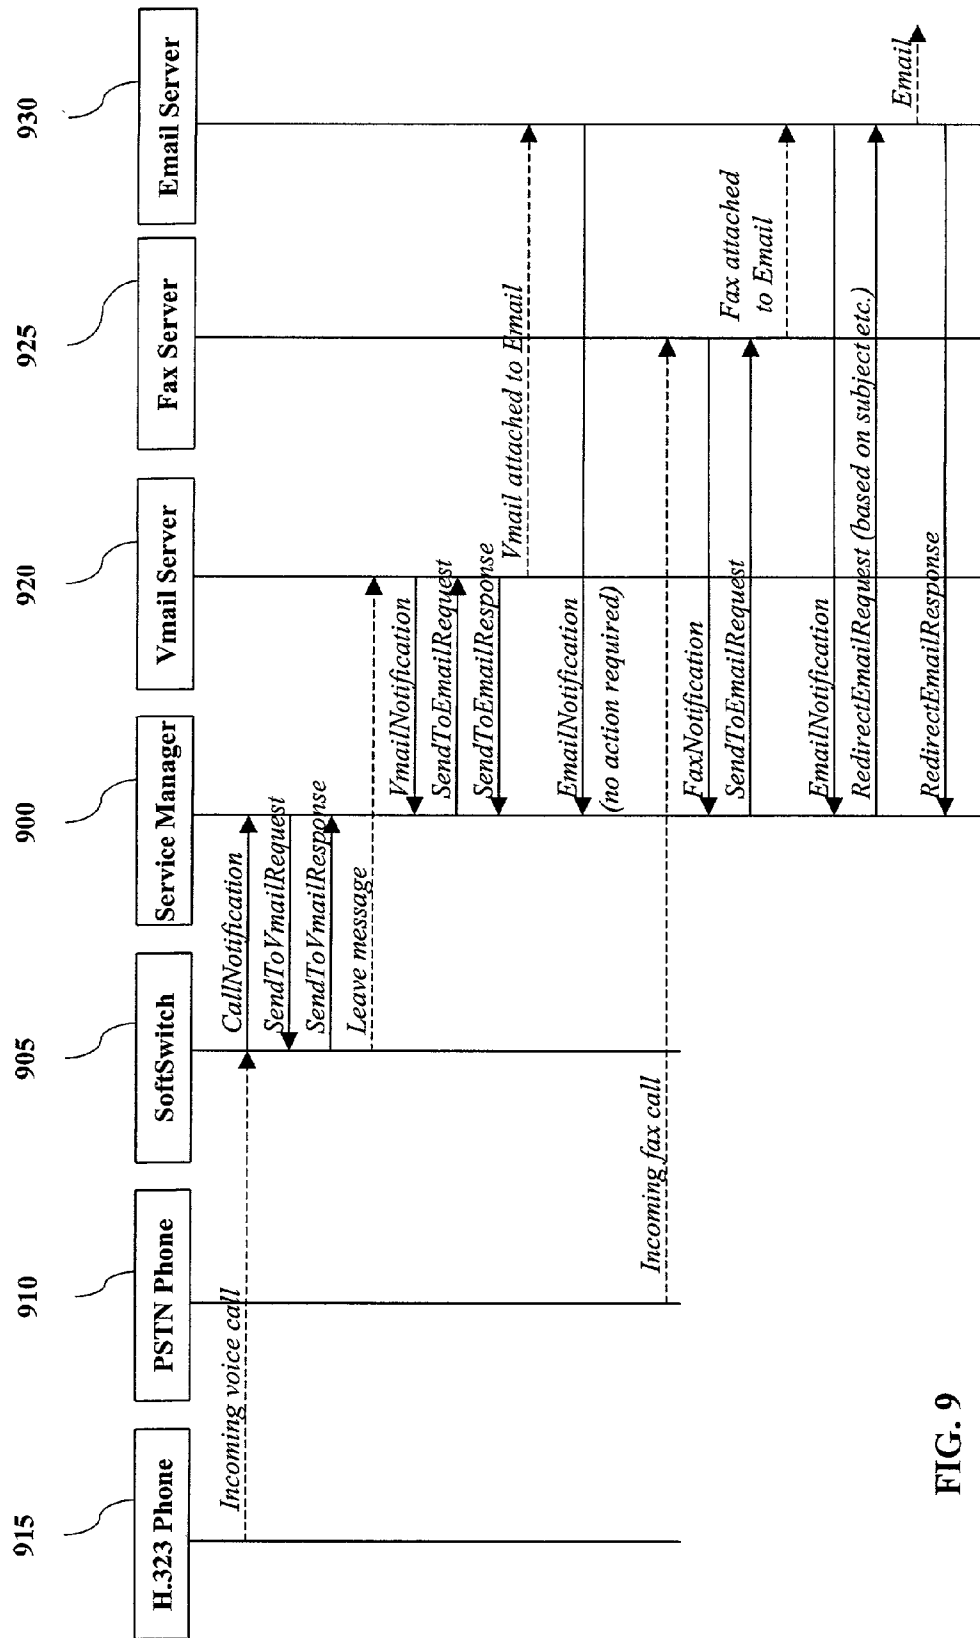 915
910
905
900
920
925
930
H.323 Phone
PSTN Phone
SoftSwitch
Service Manager
Vmail Server
Fax Server
Email Server
Incoming voice call
CallNotification
SendToVmailRequest
SendToVmailResponse
Leave message
VmailNotification
SendToEmailRequest
SendToEmailResponse
Vmail attached to Email
EmailNotification
(no action required)
Incoming fax call
FaxNotification
SendToEmailRequest
Fax attached
to Email
EmailNotification
RedirectEmailRequest (based on subject etc.)
Email
RedirectEmailResponse
FIG. 9